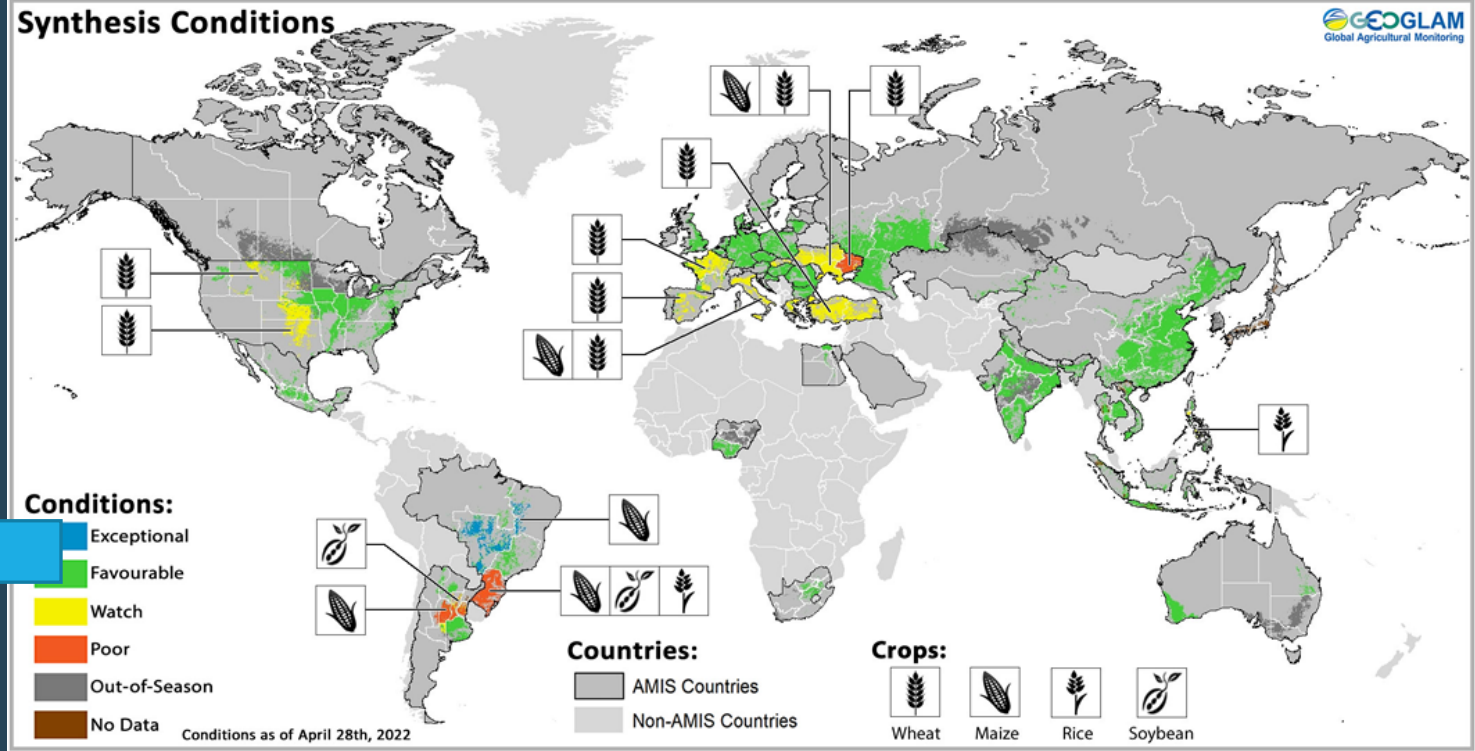 Synthesis Conditions
GEOGLAM
Global Agricultural Monitoring
Conditions:
Exceptional
Favourable
Watch
Poor
Out-of-Season
No Data
Conditions as of April 28th, 2022
Countries:
AMIS Countries
Non-AMIS Countries
Crops:
Wheat
Maize
Rice
Soybean